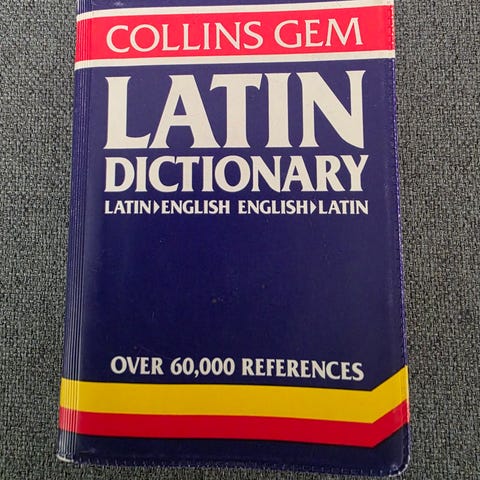 COLLINS GEM
LATIN
DICTIONARY
LATIN▶ENGLISH ENGLISH▶LATIN
OVER 60,000 REFERENCES